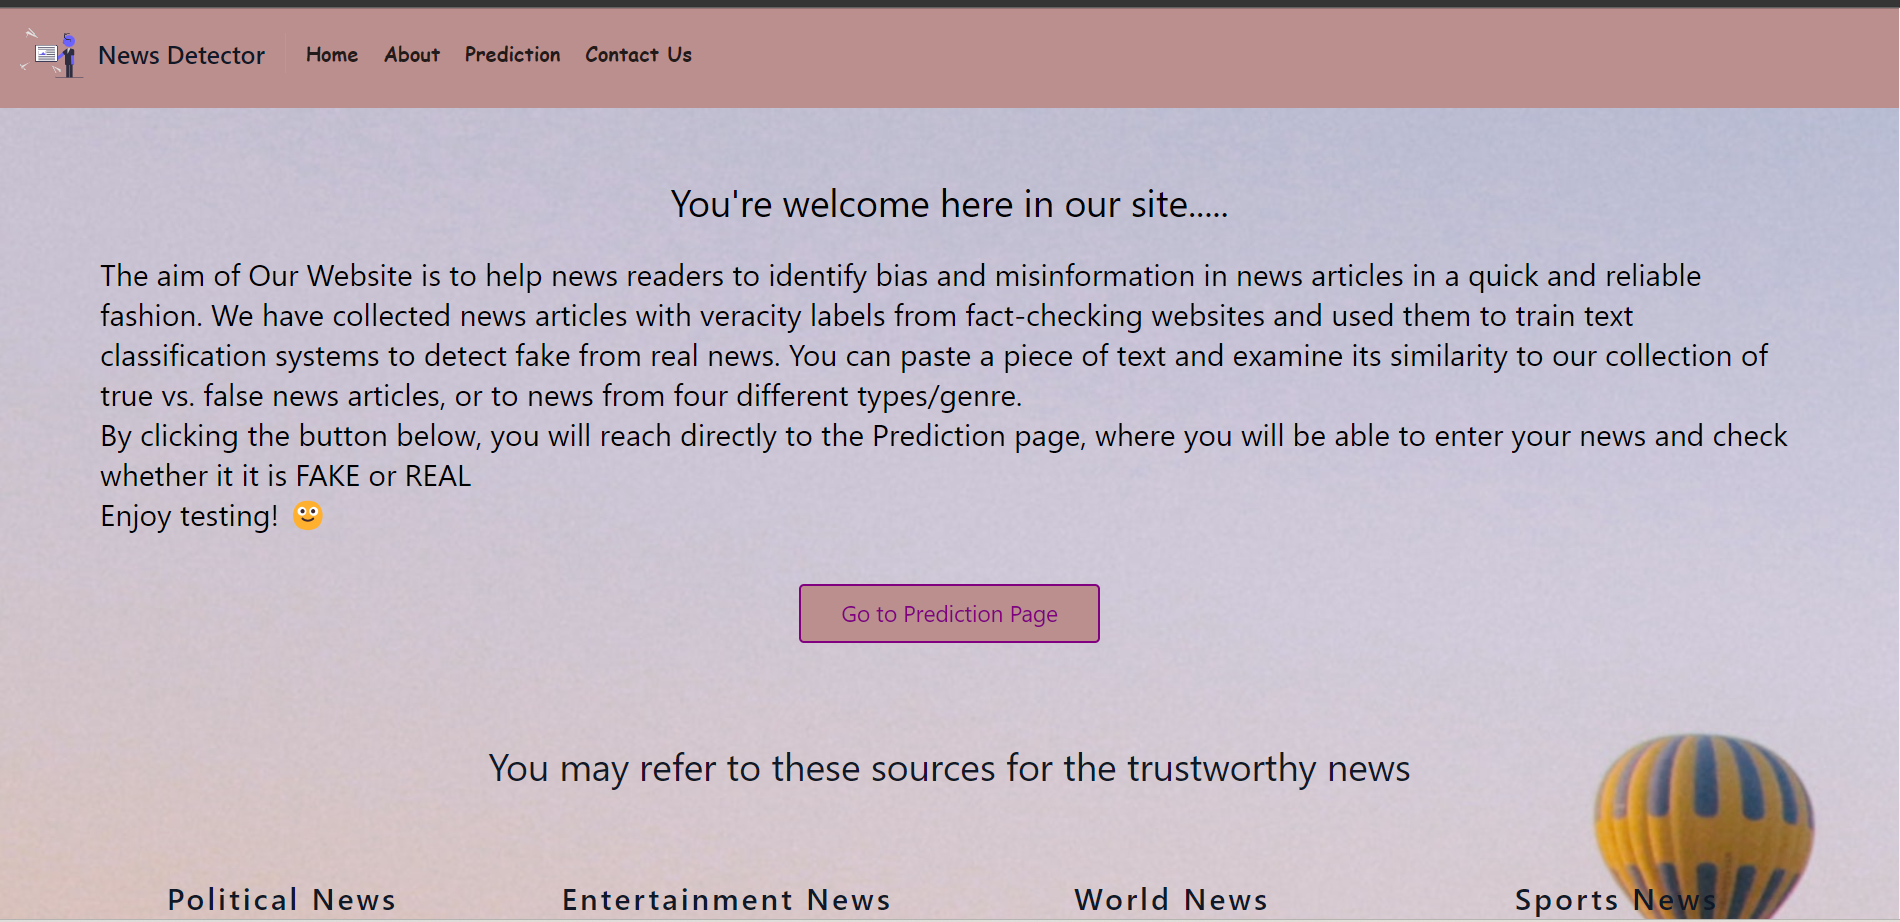 News Detector
Home About Prediction Contact Us
You're welcome here in our site.....
The aim of Our Website is to help news readers to identify bias and misinformation in news articles in a quick and reliable
fashion. We have collected news articles with veracity labels from fact-checking websites and used them to train text
classification systems to detect fake from real news. You can paste a piece of text and examine its similarity to our collection of
true vs. false news articles, or to news from four different types/genre.
By clicking the button below, you will reach directly to the Prediction page, where you will be able to enter your news and check
whether it it is FAKE or REAL
Enjoy testing! 🙂
Go to Prediction Page
You may refer to these sources for the trustworthy news
Political News Entertainment News World News Sports News